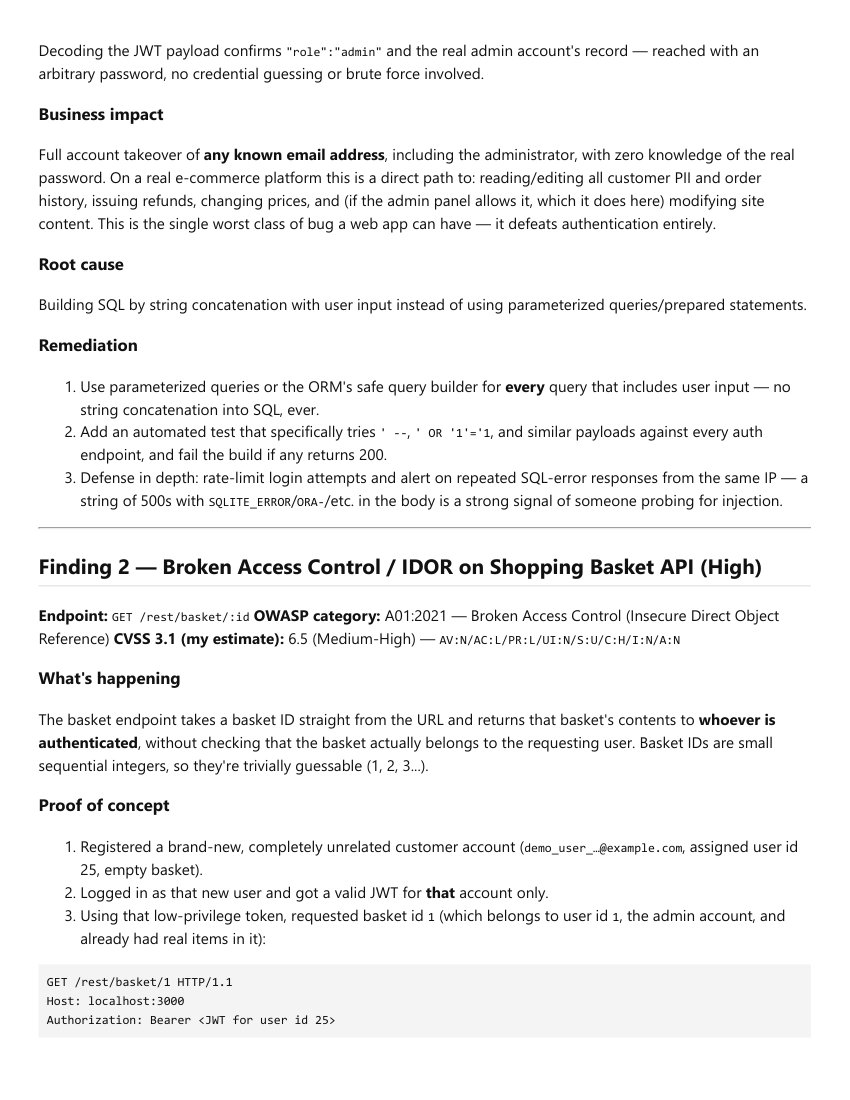 Decoding the JWT payload confirms "role":"admin" and the real admin account's record — reached with an
arbitrary password, no credential guessing or brute force involved.
Business impact
Full account takeover of any known email address, including the administrator, with zero knowledge of the real
password. On a real e-commerce platform this is a direct path to: reading/editing all customer PII and order
history, issuing refunds, changing prices, and (if the admin panel allows it, which it does here) modifying site
content. This is the single worst class of bug a web app can have — it defeats authentication entirely.
Root cause
Building SQL by string concatenation with user input instead of using parameterized queries/prepared statements.
Remediation
1. Use parameterized queries or the ORM's safe query builder for every query that includes user input — no
string concatenation into SQL, ever.
2. Add an automated test that specifically tries ' --, ' OR '1'='1, and similar payloads against every auth
endpoint, and fail the build if any returns 200.
3. Defense in depth: rate-limit login attempts and alert on repeated SQL-error responses from the same IP — a
string of 500s with SQLITE_ERROR/ORA-/etc. in the body is a strong signal of someone probing for injection.
Finding 2 — Broken Access Control / IDOR on Shopping Basket API (High)
Endpoint: GET /rest/basket/:id OWASP category: A01:2021 — Broken Access Control (Insecure Direct Object
Reference) CVSS 3.1 (my estimate): 6.5 (Medium-High) — AV:N/AC:L/PR:L/UI:N/S:U/C:H/I:N/A:N
What's happening
The basket endpoint takes a basket ID straight from the URL and returns that basket's contents to whoever is
authenticated, without checking that the basket actually belongs to the requesting user. Basket IDs are small
sequential integers, so they're trivially guessable (1, 2, 3...).
Proof of concept
1. Registered a brand-new, completely unrelated customer account (demo_user_…@example.com, assigned user id
25, empty basket).
2. Logged in as that new user and got a valid JWT for that account only.
3. Using that low-privilege token, requested basket id 1 (which belongs to user id 1, the admin account, and
already had real items in it):
GET /rest/basket/1 HTTP/1.1
Host: localhost:3000
Authorization: Bearer <JWT for user id 25>